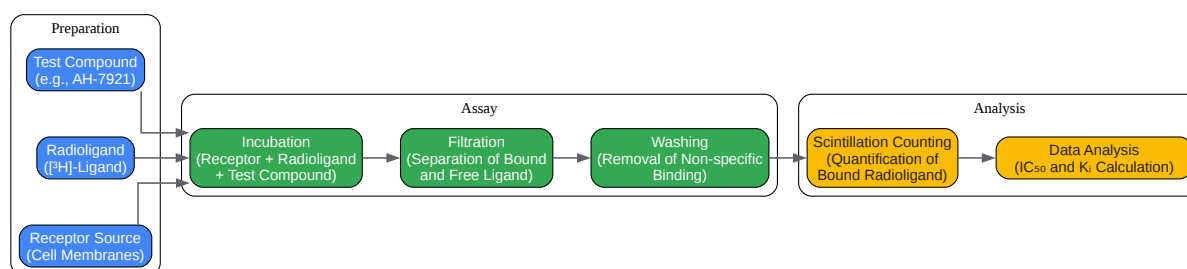 Preparation
Test Compound
(e.g., AH-7921)
Radioligand
([³H]-Ligand)
Receptor Source
(Cell Membranes)
Assay
Incubation
(Receptor + Radioligand
+ Test Compound)
Filtration
(Separation of Bound
and Free Ligand)
Washing
(Removal of Non-specific
Binding)
Analysis
Scintillation Counting
(Quantification of
Bound Radioligand)
Data Analysis
(IC₅₀ and Kᵢ Calculation)